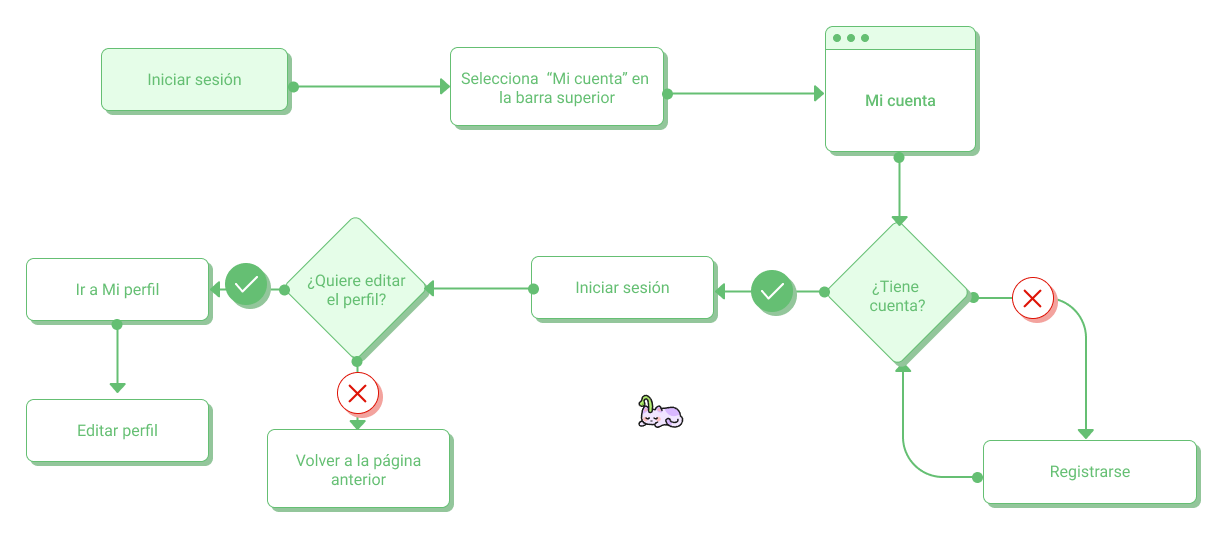 Iniciar sesión
Selecciona “Mi cuenta” en
la barra superior
Mi cuenta
¿Tiene
cuenta?
Iniciar sesión
¿Quiere editar
el perfil?
Ir a Mi perfil
Editar perfil
Volver a la página
anterior
Registrarse